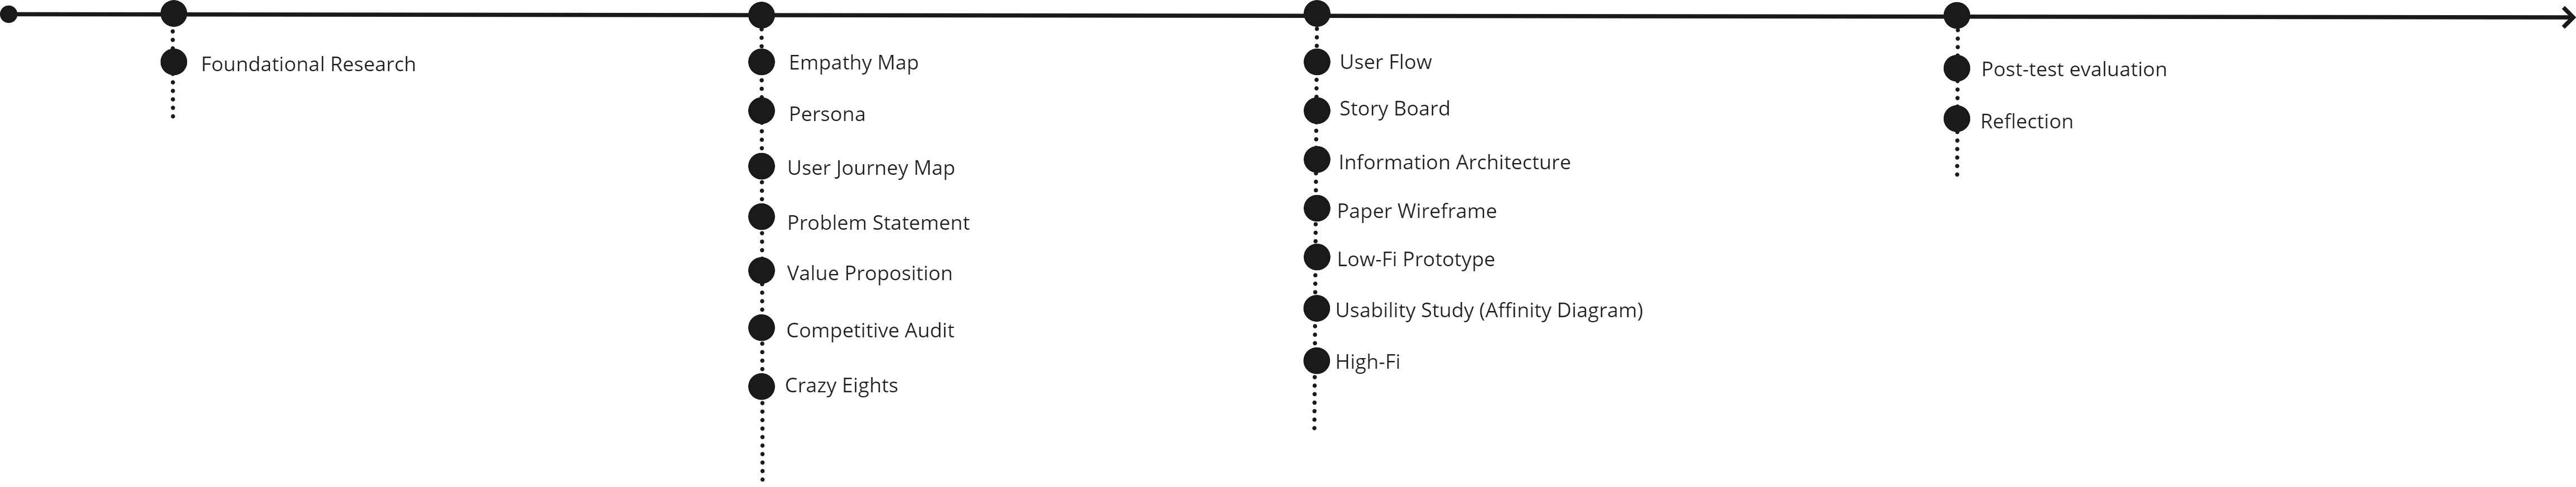 Foundational Research
Empathy Map
Persona
User Journey Map
Problem Statement
Value Proposition
Competitive Audit
Crazy Eights
User Flow
Story Board
Information Architecture
Paper Wireframe
Low-Fi Prototype
Usability Study (Affinity Diagram)
High-Fi
Post-test evaluation
Reflection